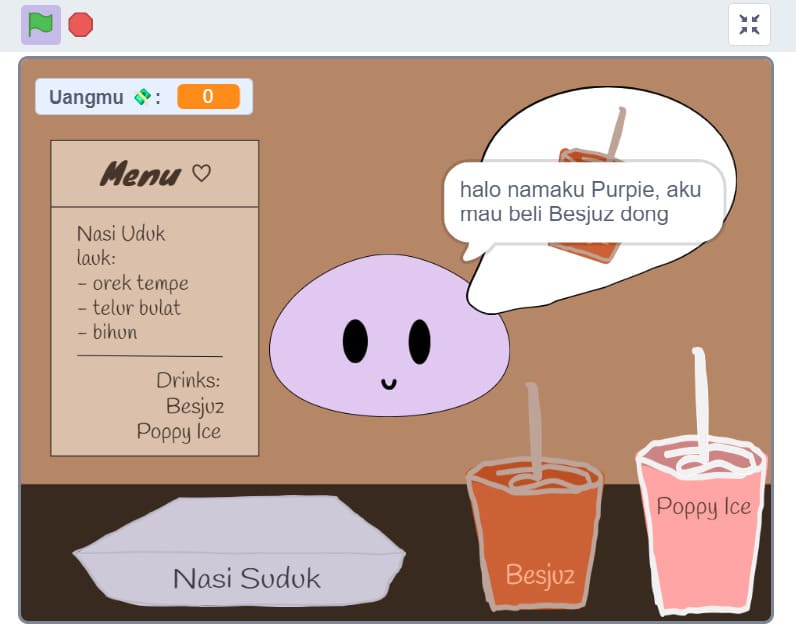 Uangmu 💸: 0
Menu ♡
Nasi Uduk
lauk:
- orek tempe
- telur bulat
- bihun
Drinks:
Besjuz
Poppy Ice
halo namaku Purpie, aku
mau beli Besjuz dong
Poppy Ice
Besjuz
Nasi Suduk